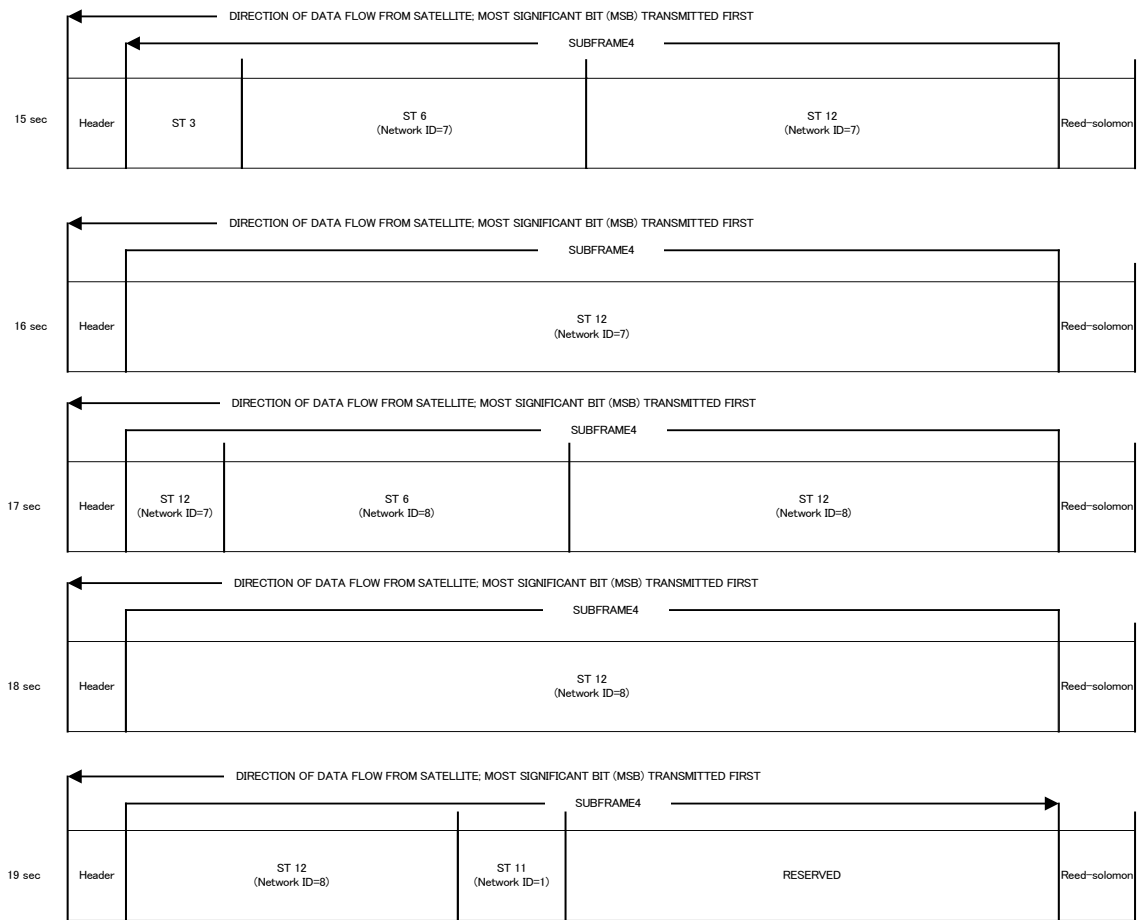 DIRECTION OF DATA FLOW FROM SATELLITE; MOST SIGNIFICANT BIT (MSB) TRANSMITTED FIRST
SUBFRAME4
15 sec
Header
ST 3
ST 6
(Network ID=7)
ST 12
(Network ID=7)
Reed-solomon
DIRECTION OF DATA FLOW FROM SATELLITE; MOST SIGNIFICANT BIT (MSB) TRANSMITTED FIRST
SUBFRAME4
16 sec
Header
ST 12
(Network ID=7)
Reed-solomon
DIRECTION OF DATA FLOW FROM SATELLITE; MOST SIGNIFICANT BIT (MSB) TRANSMITTED FIRST
SUBFRAME4
17 sec
Header
ST 12
(Network ID=7)
ST 6
(Network ID=8)
ST 12
(Network ID=8)
Reed-solomon
DIRECTION OF DATA FLOW FROM SATELLITE; MOST SIGNIFICANT BIT (MSB) TRANSMITTED FIRST
SUBFRAME4
18 sec
Header
ST 12
(Network ID=8)
Reed-solomon
DIRECTION OF DATA FLOW FROM SATELLITE; MOST SIGNIFICANT BIT (MSB) TRANSMITTED FIRST
SUBFRAME4
19 sec
Header
ST 12
(Network ID=8)
ST 11
(Network ID=1)
RESERVED
Reed-solomon